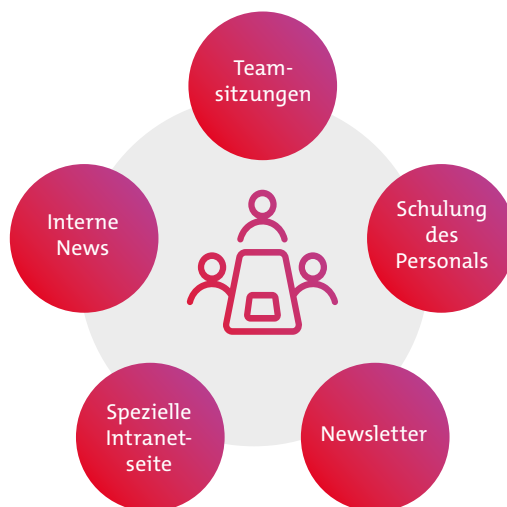 Team-
sitzungen
Schulung
des
Personals
Newsletter
Spezielle
Intranet-
seite
Interne
News